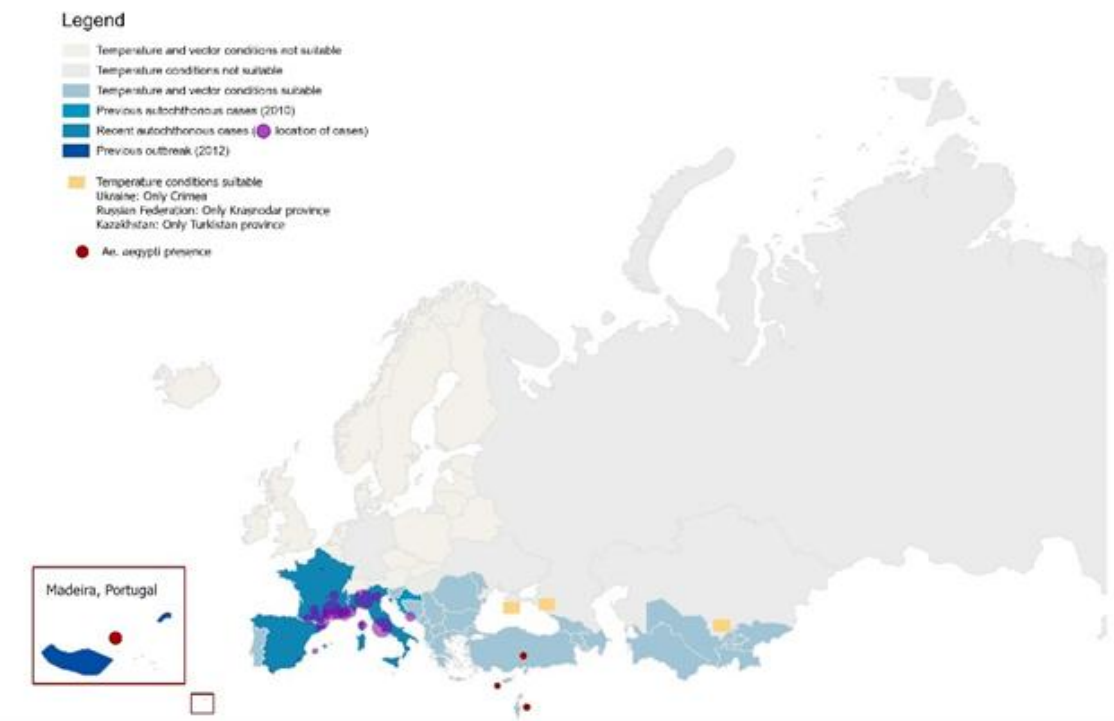 Legend
Temperature and vector conditions not suitable
Temperature conditions not suitable
Temperature and vector conditions suitable
Previous autochthonous cases (2010)
Recent autochthonous cases ( location of cases)
Previous outbreak (2012)
Temperature conditions suitable
Ukraine: Only Crimea
Russian Federation: Only Krasnodar province
Kazakhstan: Only Turkistan province
Ae. aegypti presence
Madeira, Portugal